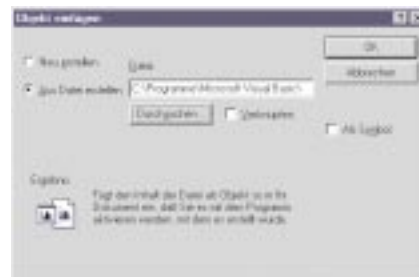 Objekt einfügen
OK
Neu erstellen
Datei
Abbrechen
Aus Datei erstellen
C:\Programme\Microsoft Visual Basic\
Durchsuchen...
Verknüpfen
Als Symbol
Ergebnis
Fügt den Inhalt der Datei als Objekt so in Ihr
Dokument ein, daß Sie es mit dem Programm
aktivieren werden, mit dem es erstellt wurde.